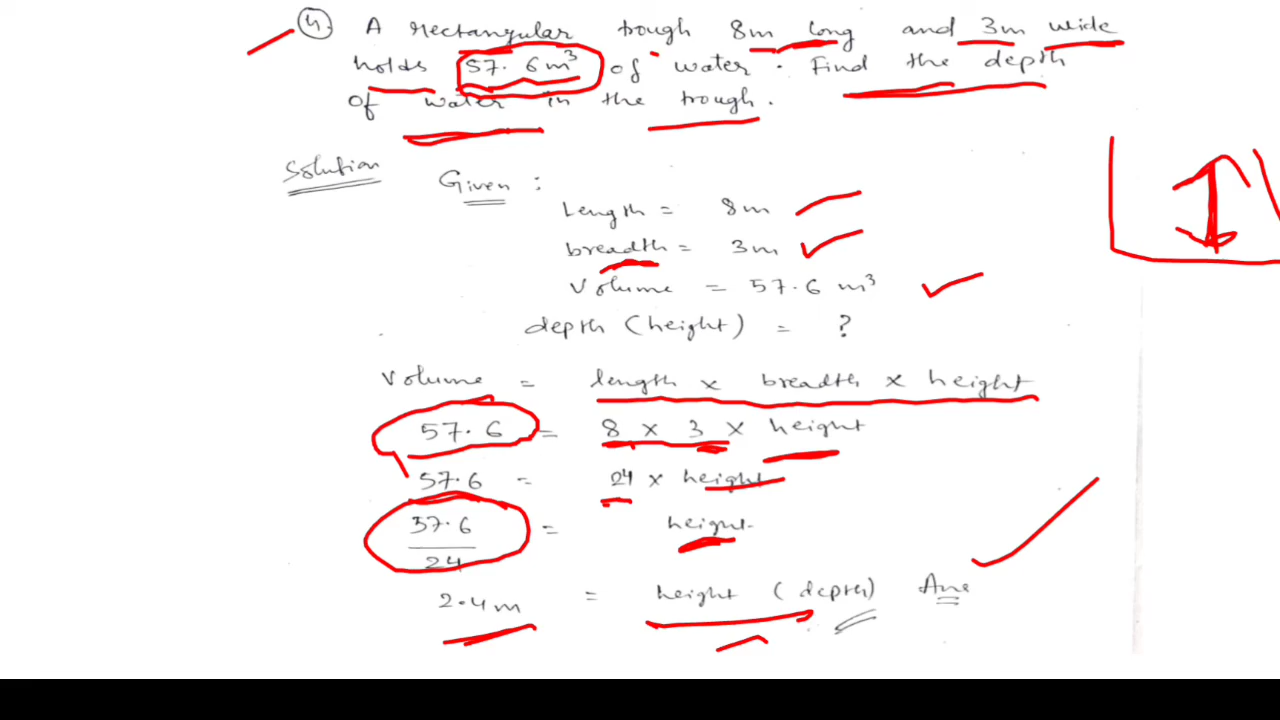 4. A rectangular trough 8m long and 3m wide
holds 57.6 m³ of water. Find the depth
of water in the trough.
Solution
Given :
Length = 8m
breadth = 3m
Volume = 57.6 m³
depth (height) = ?
Volume = length x breadth x height
57.6 = 8 x 3 x height
57.6 = 24 x height
57.6 / 24 = height
2.4m = height (depth) Ans